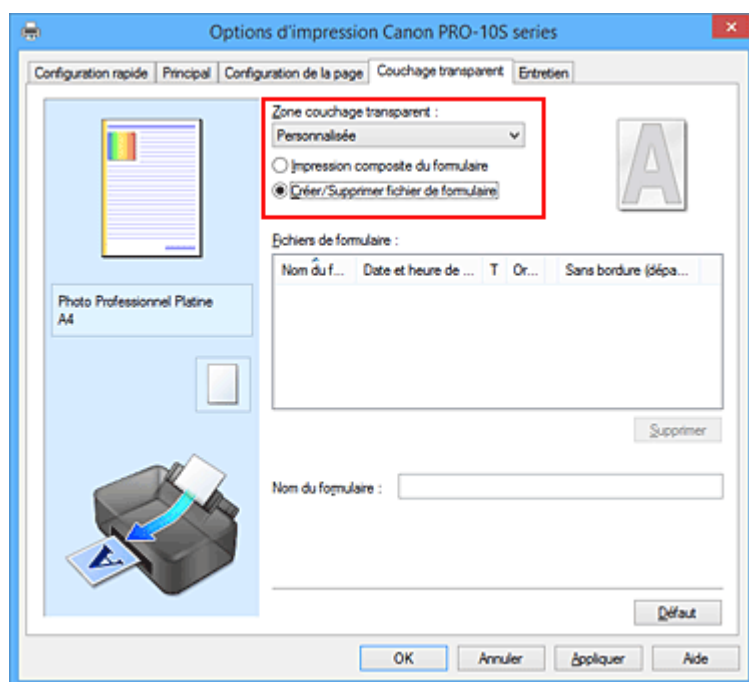 Options d'impression Canon PRO-10S series
Configuration rapide Principal Configuration de la page Couchage transparent Entretien
Zone couchage transparent :
Personnalisée
Impression composite du formulaire
Créer/Supprimer fichier de formulaire
A
Fichiers de formulaire :
Nom du f... Date et heure de ... T Or... Sans bordure (dépa...
Photo Professionnel Platine
A4
Supprimer
Nom du formulaire :
A
Défaut
OK Annuler Appliquer Aide